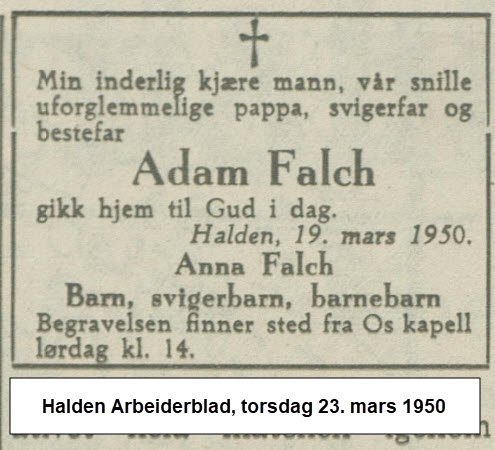 Min inderlig kjære mann, vår snille
uforglemmelige pappa, svigerfar og
bestefar
Adam Falch
gikk hjem til Gud i dag.
Halden, 19. mars 1950.
Anna Falch
Barn, svigerbarn, barnebarn
Begravelsen finner sted fra Os kapell
lørdag kl. 14.
Halden Arbeiderblad, torsdag 23. mars 1950